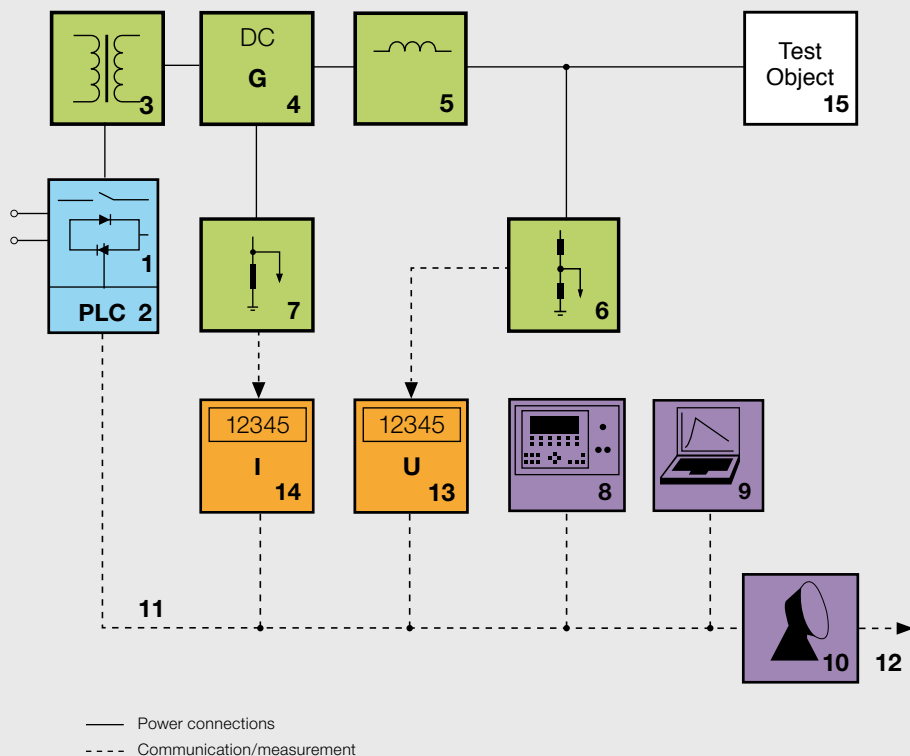 3
DC
G
4
5
Test
Object
15
1
PLC 2
7
6
12345
I
14
12345
U
13
8
9
11
10
12
Power connections
Communication/measurement